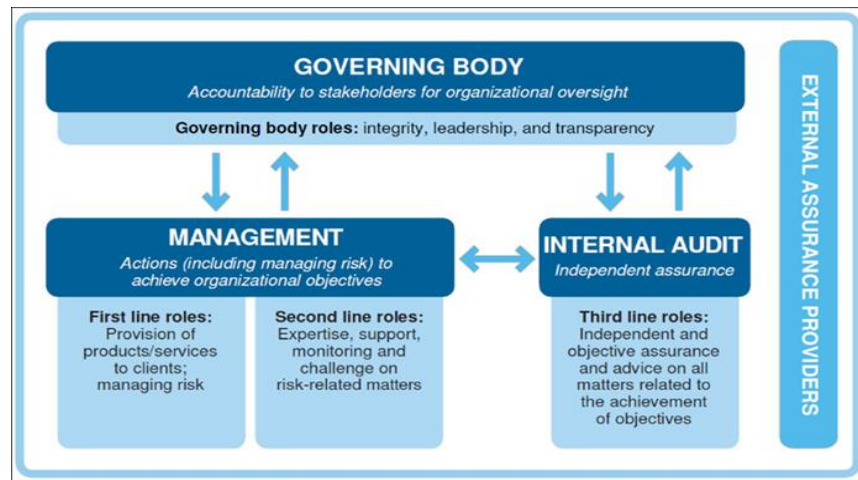 GOVERNING BODY
Accountability to stakeholders for organizational oversight
Governing body roles: integrity, leadership, and transparency
MANAGEMENT
Actions (including managing risk) to
achieve organizational objectives
First line roles:
Provision of
products/services
to clients;
managing risk
Second line roles:
Expertise, support,
monitoring and
challenge on
risk-related matters
INTERNAL AUDIT
Independent assurance
Third line roles:
Independent and
objective assurance
and advice on all
matters related to
the achievement
of objectives
EXTERNAL ASSURANCE PROVIDERS